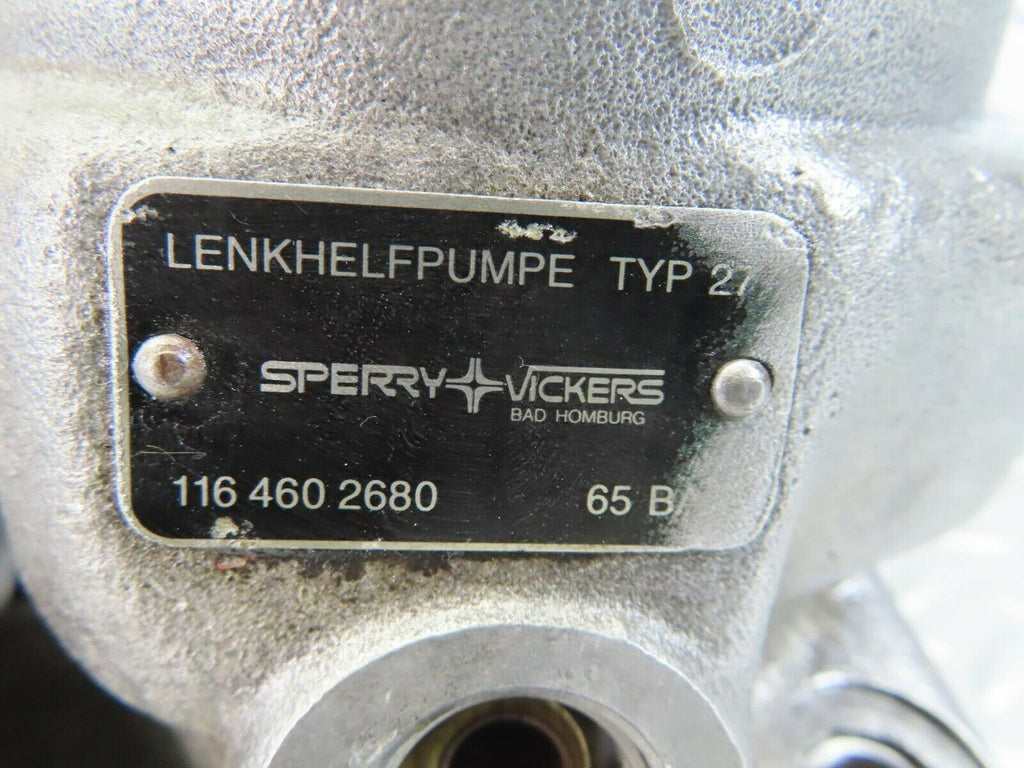 LENKHELFPUMPE TYP 27
SPERRY VICKERS
BAD HOMBURG
116 460 2680 65